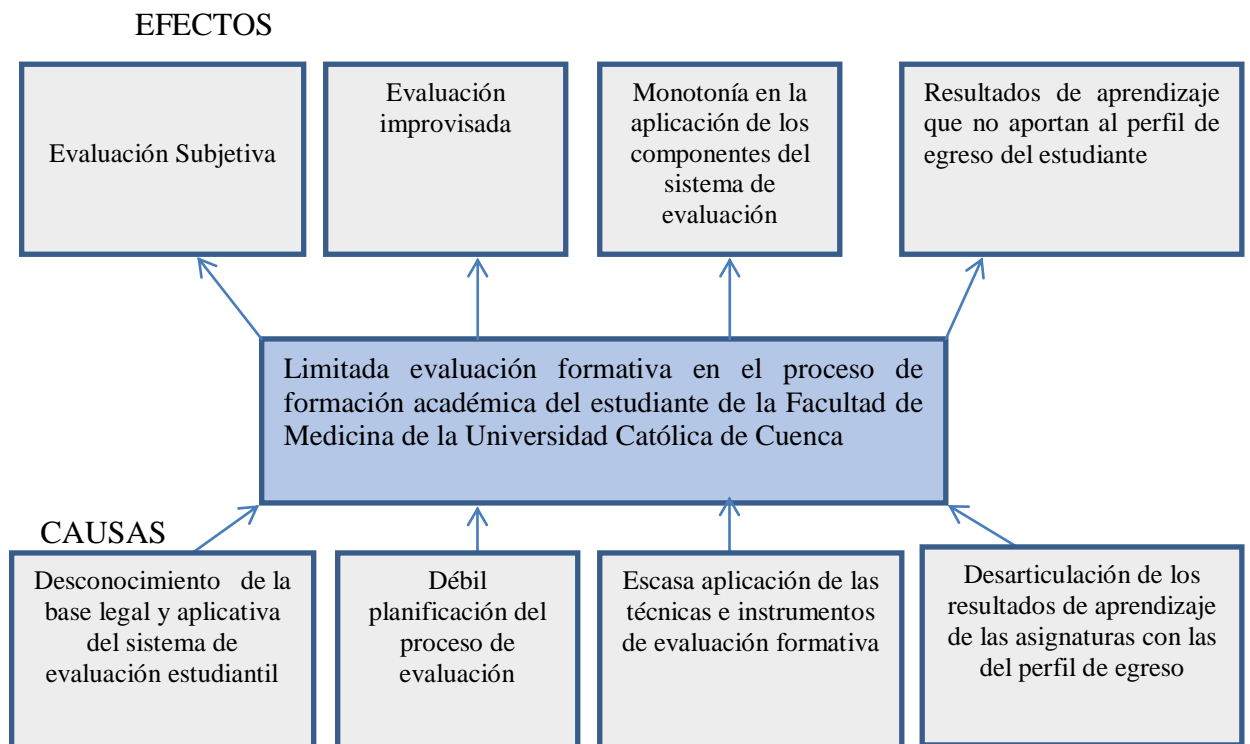 EFECTOS
Evaluación Subjetiva
Evaluación
improvisada
Monotonía en la
aplicación de los
componentes del
sistema de
evaluación
Resultados de aprendizaje
que no aportan al perfil de
egreso del estudiante
Limitada evaluación formativa en el proceso de
formación académica del estudiante de la Facultad de
Medicina de la Universidad Católica de Cuenca
CAUSAS
Desconocimiento de la
base legal y aplicativa
del sistema de
evaluación estudiantil
Débil
planificación del
proceso de
evaluación
Escasa aplicación de las
técnicas e instrumentos
de evaluación formativa
Desarticulación de los
resultados de aprendizaje
de las asignaturas con las
del perfil de egreso